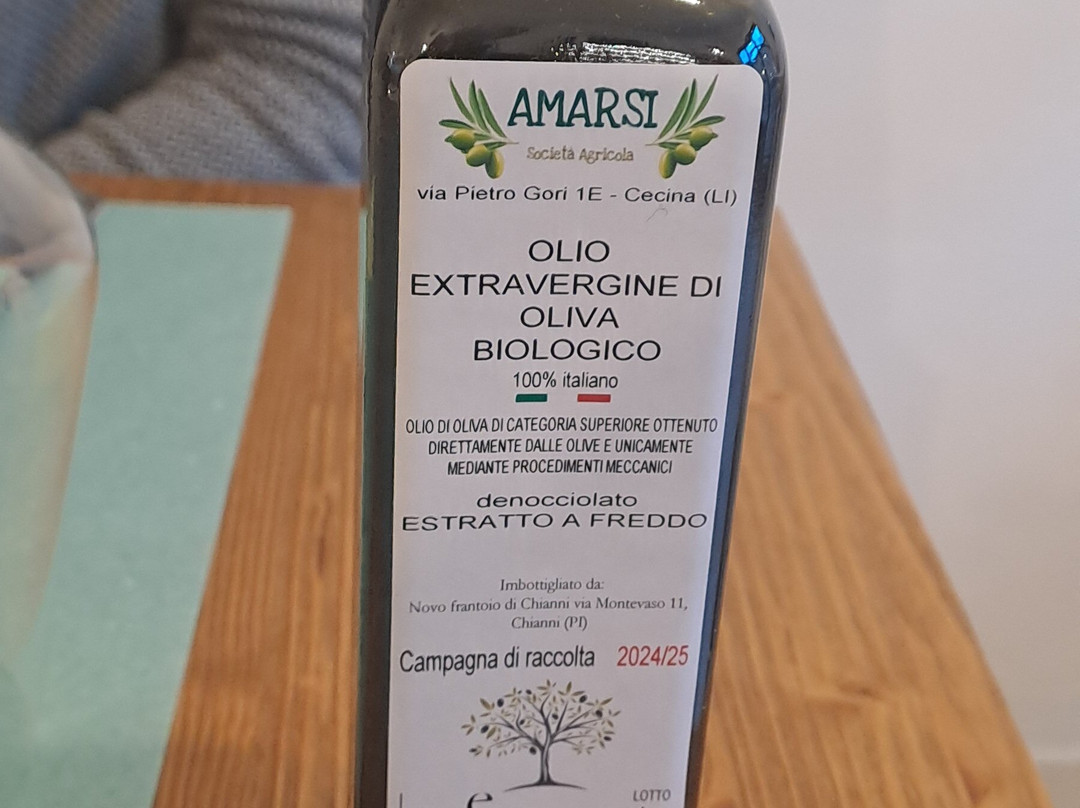 AMARSI
Società Agricola
via Pietro Gori 1E - Cecina (LI)
OLIO
EXTRAVERGINE DI
OLIVA
BIOLOGICO
100% italiano
OLIO DI OLIVA DI CATEGORIA SUPERIORE OTTENUTO
DIRETTAMENTE DALLE OLIVE E UNICAMENTE
MEDIANTE PROCEDIMENTI MECCANICI
denocciolato
ESTRATTO A FREDDO
Imbottigliato da:
Novo frantoio di Chianni via Montevaso 11,
Chianni (PI)
Campagna di raccolta 2024/25
LOTTO